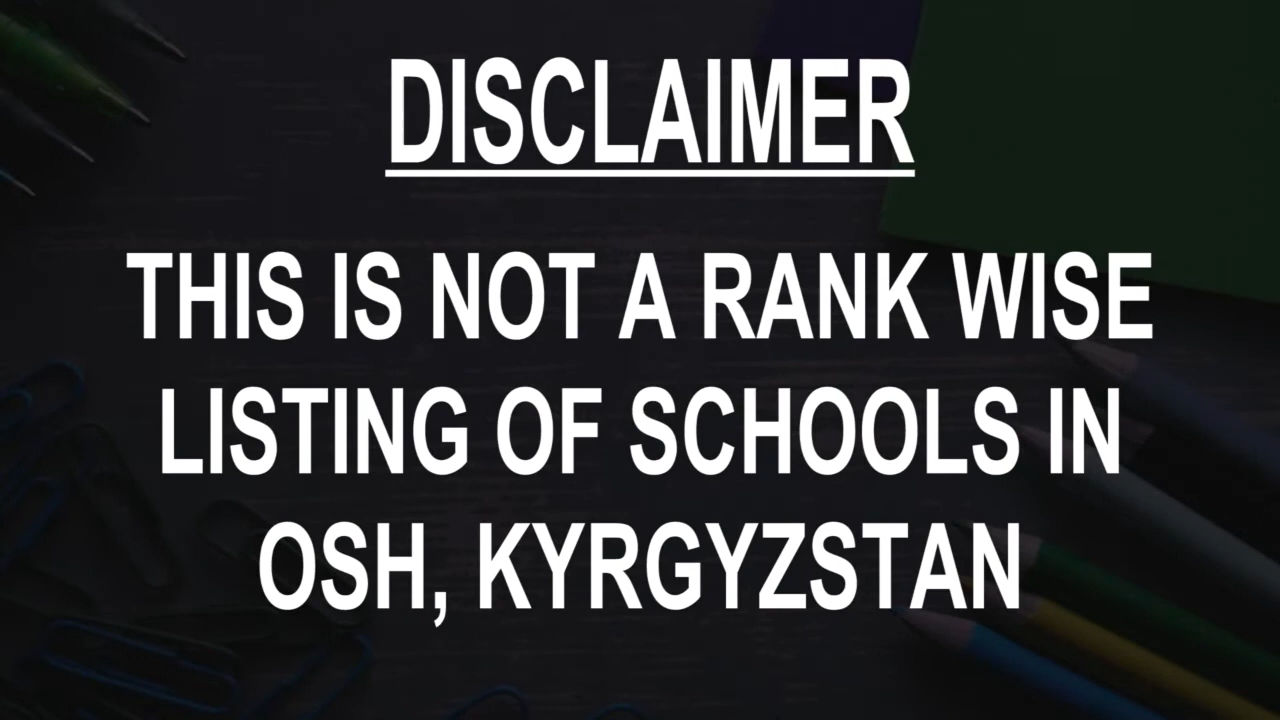 DISCLAIMER
THIS IS NOT A RANK WISE
LISTING OF SCHOOLS IN
OSH, KYRGYZSTAN